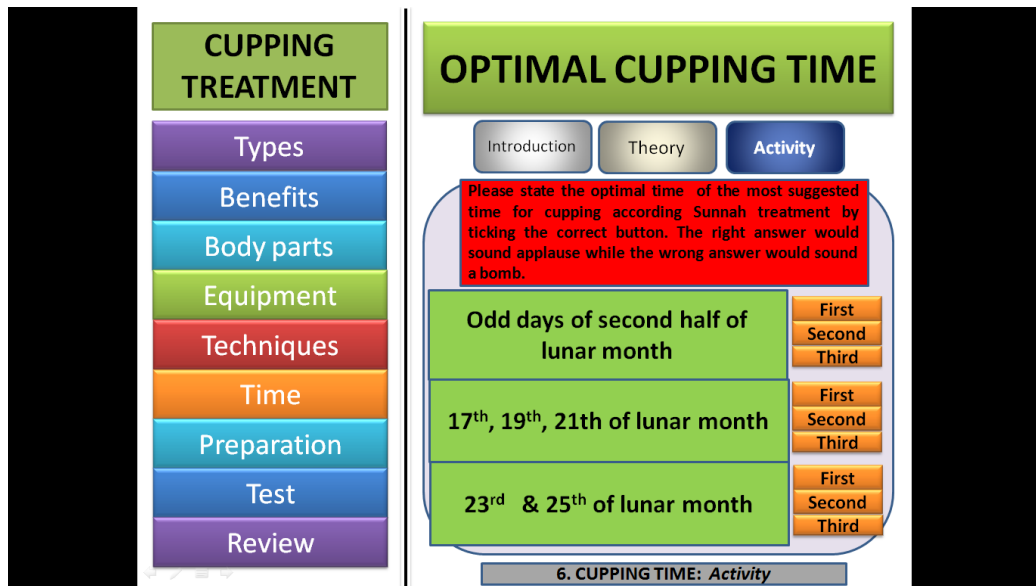 CUPPING
TREATMENT
Types
Benefits
Body parts
Equipment
Techniques
Time
Preparation
Test
Review
OPTIMAL CUPPING TIME
Introduction
Theory
Activity
Please state the optimal time of the most suggested
time for cupping according Sunnah treatment by
ticking the correct button. The right answer would
sound applause while the wrong answer would sound
a bomb.
Odd days of second half of
lunar month
First
Second
Third
17th, 19th, 21th of lunar month
First
Second
Third
23rd & 25th of lunar month
First
Second
Third
6. CUPPING TIME: Activity